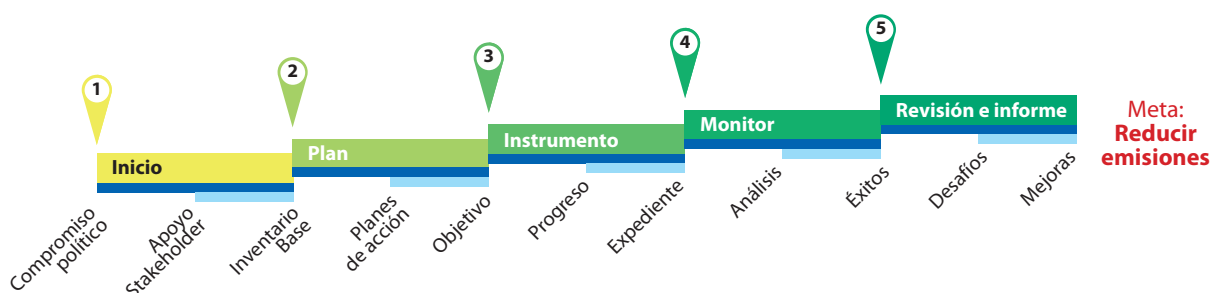 1
2
3
4
5
Inicio
Plan
Instrumento
Monitor
Revisión e informe
Compromiso
político
Apoyo
Stakeholder
Inventario
Base
Planes
de acción
Objetivo
Progreso
Expediente
Análisis
Éxitos
Desafíos
Mejoras
Meta:
Reducir
emisiones